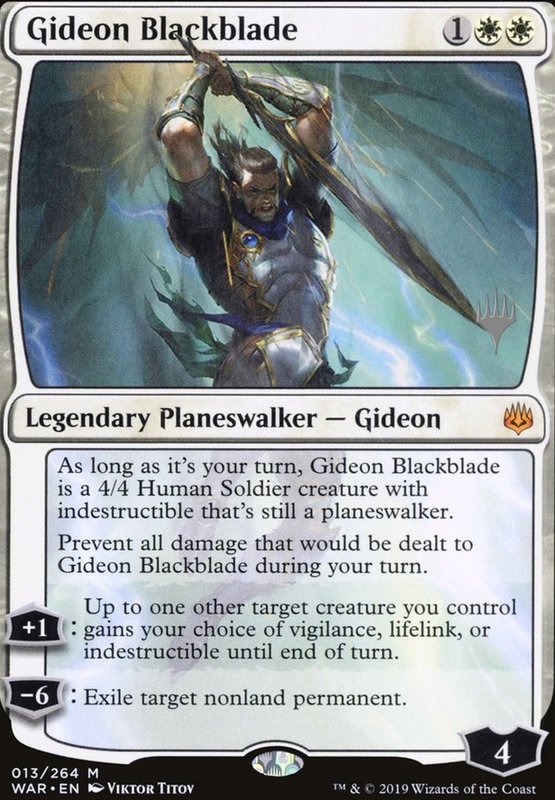 Gideon Blackblade 1
Legendary Planeswalker — Gideon
As long as it's your turn, Gideon Blackblade
is a 4/4 Human Soldier creature with
indestructible that's still a planeswalker.
Prevent all damage that would be dealt to
Gideon Blackblade during your turn.
Up to one other target creature you control
+1 : gains your choice of vigilance, lifelink, or
indestructible until end of turn.
−6 : Exile target nonland permanent.
4
013/264 M
WAR • EN Viktor Titov
™ & © 2019 Wizards of the Coast